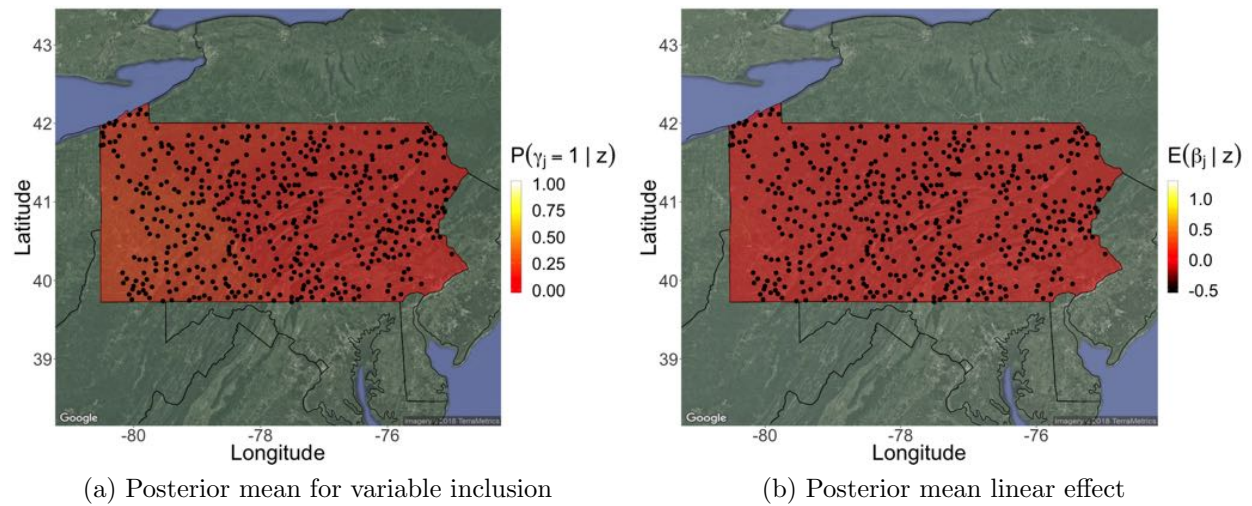 43
42
41
40
39
Latitude
-80
-78
-76
Longitude
P(γj = 1 | z)
1.00
0.75
0.50
0.25
0.00
Google
Imagery ©2018 TerraMetrics
(a) Posterior mean for variable inclusion
43
42
41
40
39
Latitude
-80
-78
-76
Longitude
E(βj | z)
1.0
0.5
0.0
-0.5
Google
Imagery ©2018 TerraMetrics
(b) Posterior mean linear effect